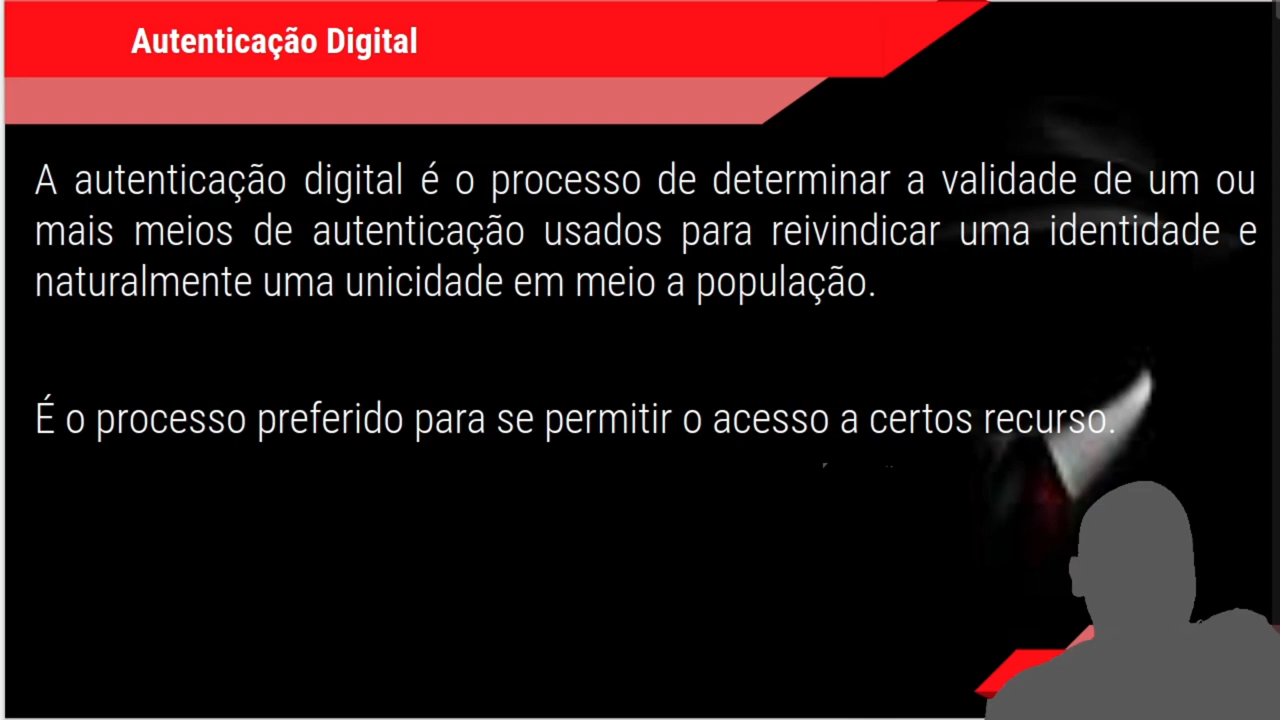 Autenticação Digital
A autenticação digital é o processo de determinar a validade de um ou
mais meios de autenticação usados para reivindicar uma identidade e
naturalmente uma unicidade em meio a população.
É o processo preferido para se permitir o acesso a certos recurso.